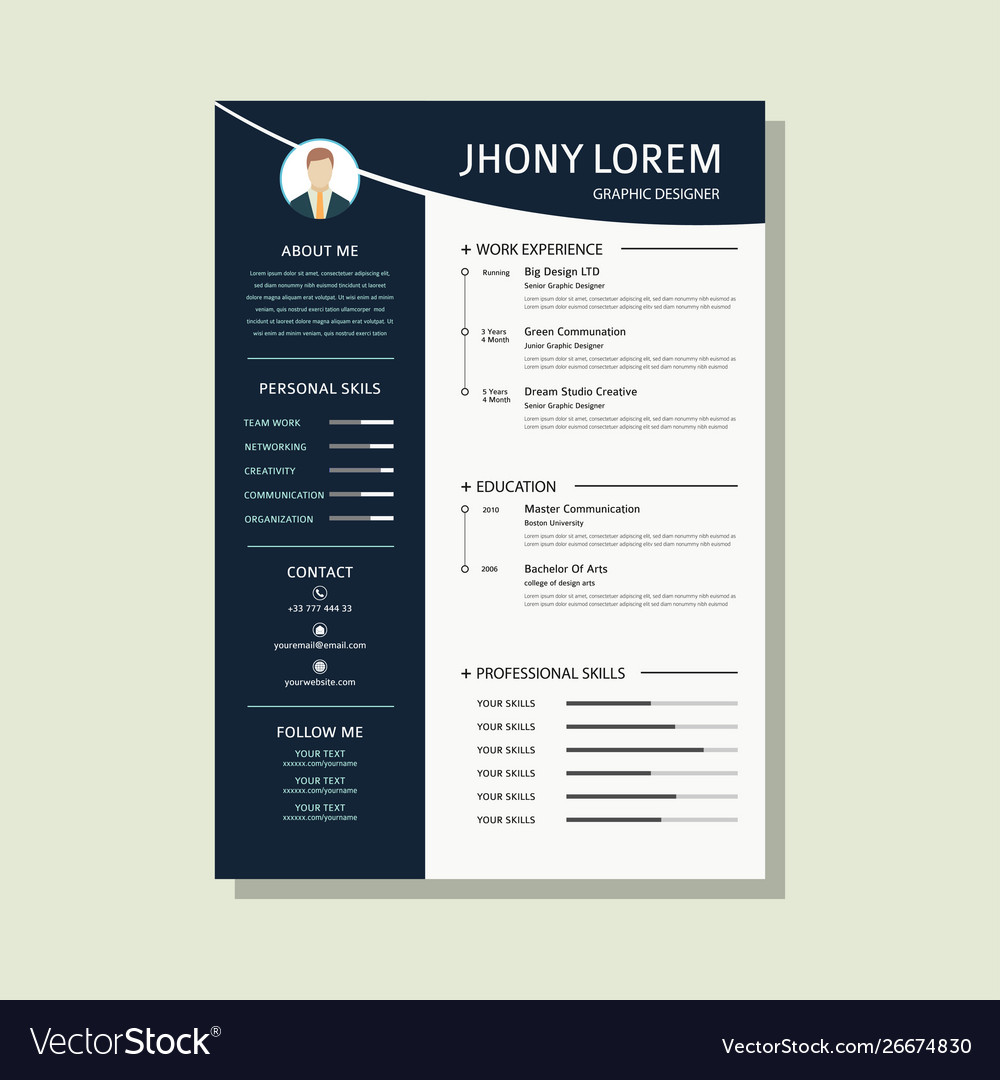 JHONY LOREM
GRAPHIC DESIGNER
ABOUT ME
Lorem ipsum dolor sit amet, consectetuer adipiscing elit,
sed diam nonummy nibh euismod tincidunt ut laoreet
dolore magna aliquam erat volutpat. Ut wisi enim ad minim
veniam, quis nostrud exerci tation ullamcorper mod
tincidunt ut laoreet dolore magna aliquam erat volutpat. Ut
wisi enim ad minim veniam, quis nostrud exerci tation
PERSONAL SKILS
TEAM WORK
NETWORKING
CREATIVITY
COMMUNICATION
ORGANIZATION
CONTACT
+33 777 444 33
youremail@email.com
yourwebsite.com
FOLLOW ME
YOUR TEXT
xxxxxx.com/yourname
YOUR TEXT
xxxxxx.com/yourname
YOUR TEXT
xxxxxx.com/yourname
+ WORK EXPERIENCE
Running
Big Design LTD
Senior Graphic Designer
Lorem ipsum dolor sit amet, consectetuer adipiscing elit, sed diam nonummy nibh euismod as
Lorem ipsum dolor sit amet, consectetuer adipiscing elit, sed diam nonummy nibh euismod
3 Years
4 Month
Green Communation
Junior Graphic Designer
Lorem ipsum dolor sit amet, consectetuer adipiscing elit, sed diam nonummy nibh euismod as
Lorem ipsum dolor sit amet, consectetuer adipiscing elit, sed diam nonummy nibh euismod
5 Years
4 Month
Dream Studio Creative
Senior Graphic Designer
Lorem ipsum dolor sit amet, consectetuer adipiscing elit, sed diam nonummy nibh euismod as
Lorem ipsum dolor sit amet, consectetuer adipiscing elit, sed diam nonummy nibh euismod
+ EDUCATION
2010
Master Communication
Boston University
Lorem ipsum dolor sit amet, consectetuer adipiscing elit, sed diam nonummy nibh euismod as
Lorem ipsum dolor sit amet, consectetuer adipiscing elit, sed diam nonummy nibh euismod
2006
Bachelor Of Arts
college of design arts
Lorem ipsum dolor sit amet, consectetuer adipiscing elit, sed diam nonummy nibh euismod as
Lorem ipsum dolor sit amet, consectetuer adipiscing elit, sed diam nonummy nibh euismod
+ PROFESSIONAL SKILLS
YOUR SKILLS
YOUR SKILLS
YOUR SKILLS
YOUR SKILLS
YOUR SKILLS
YOUR SKILLS
VectorStock®
VectorStock.com/26674830